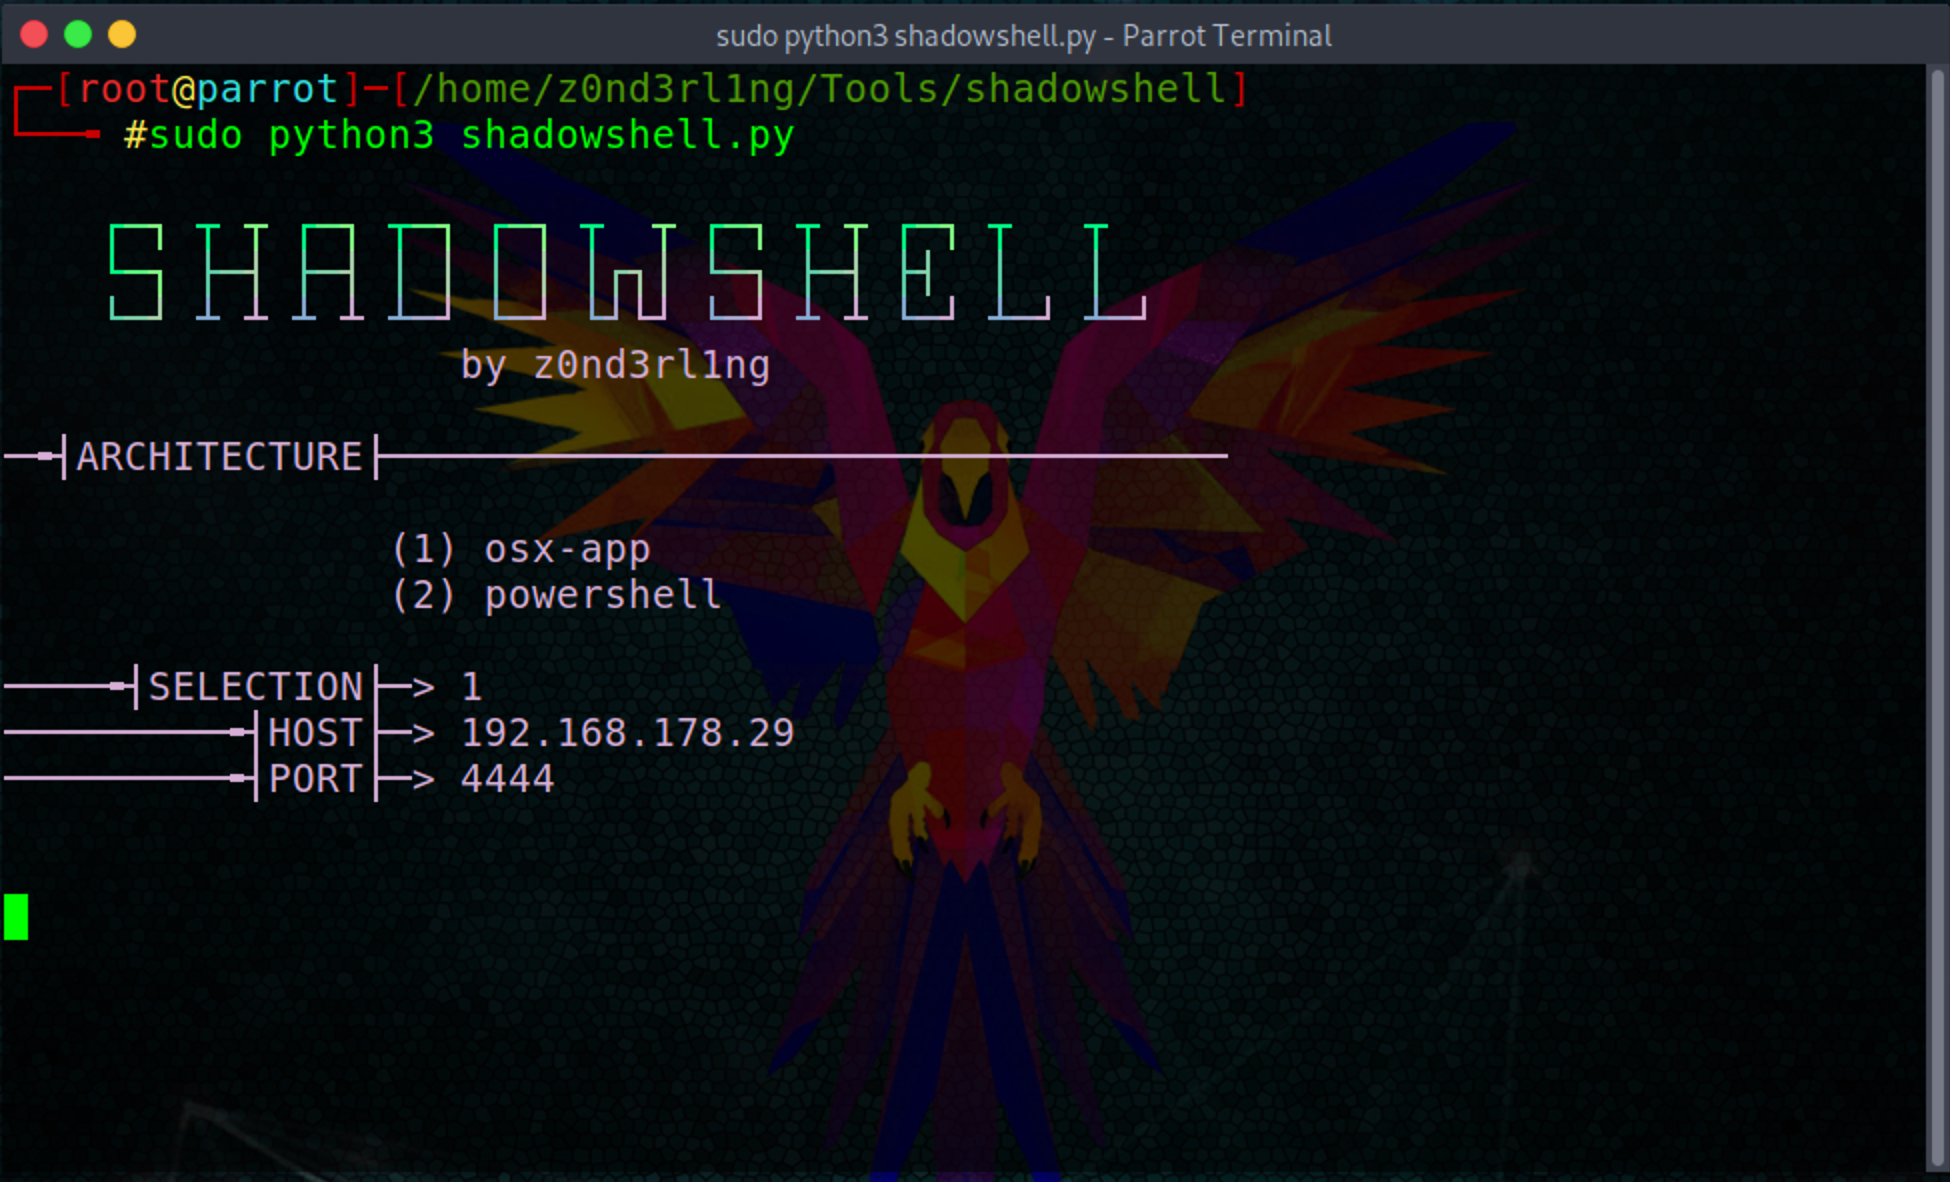 sudo python3 shadowshell.py - Parrot Terminal
[root@parrot]-[/home/z0nd3rl1ng/Tools/shadowshell]
#sudo python3 shadowshell.py
SHADOWSHELL
by z0nd3rl1ng
ARCHITECTURE
(1) osx-app
(2) powershell
SELECTION > 1
HOST > 192.168.178.29
PORT > 4444